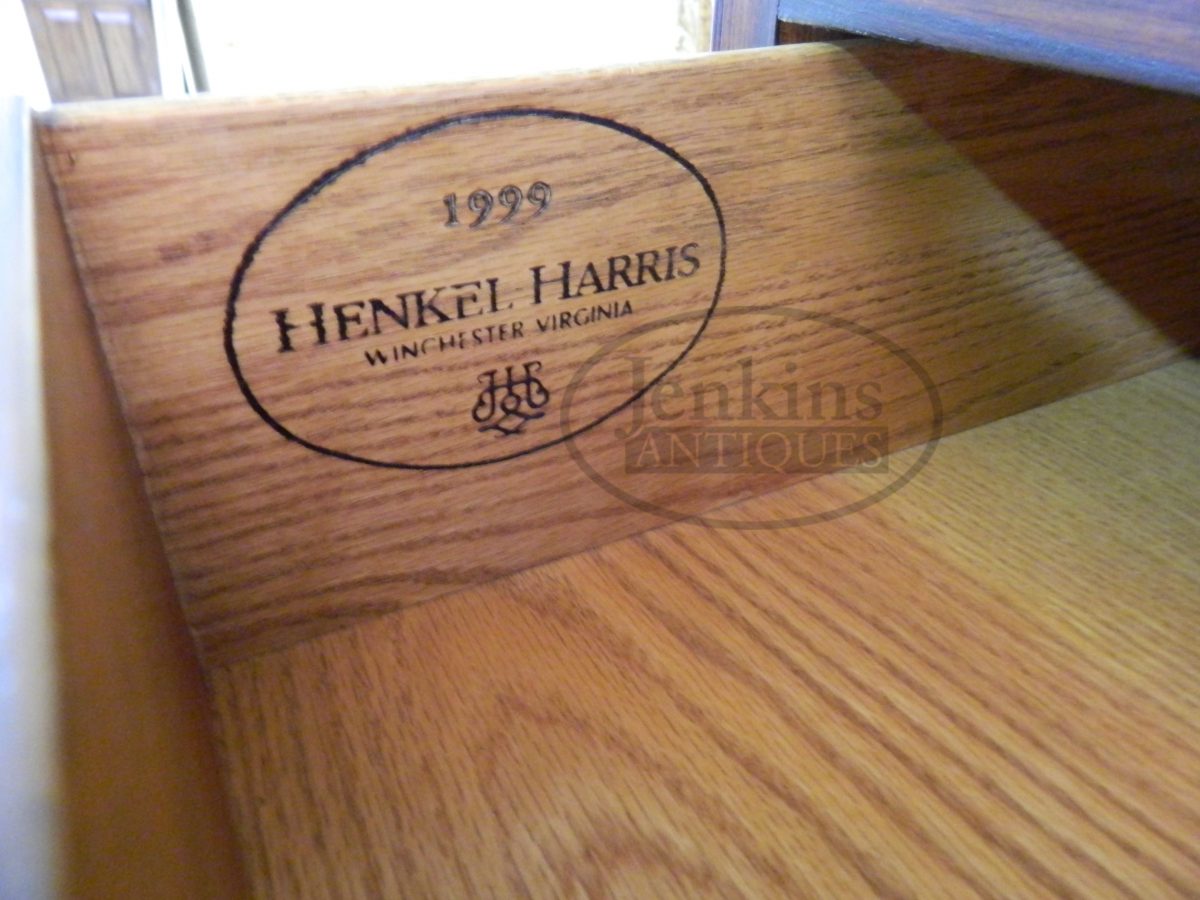 1999
HENKEL HARRIS
WINCHESTER VIRGINIA
Jenkins
ANTIQUES